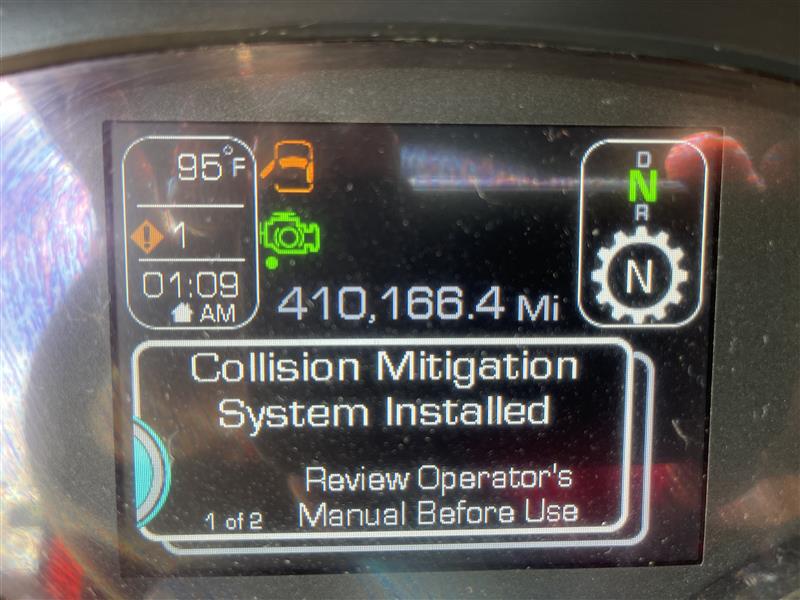 95°F
1
01:09
AM
D
N
R
N
410,166.4 Mi
Collision Mitigation
System Installed
Review Operator's
Manual Before Use
1 of 2